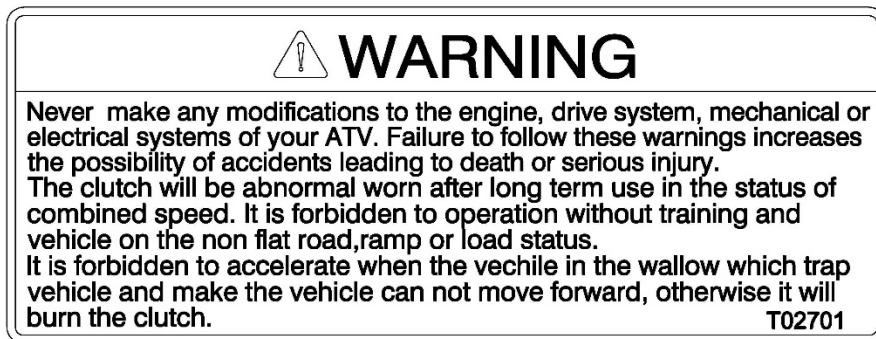 WARNING
Never make any modifications to the engine, drive system, mechanical or
electrical systems of your ATV. Failure to follow these warnings increases
the possibility of accidents leading to death or serious injury.
The clutch will be abnormal worn after long term use in the status of
combined speed. It is forbidden to operation without training and
vehicle on the non flat road,ramp or load status.
It is forbidden to accelerate when the vechile in the wallow which trap
vehicle and make the vehicle can not move forward, otherwise it will
burn the clutch. T02701